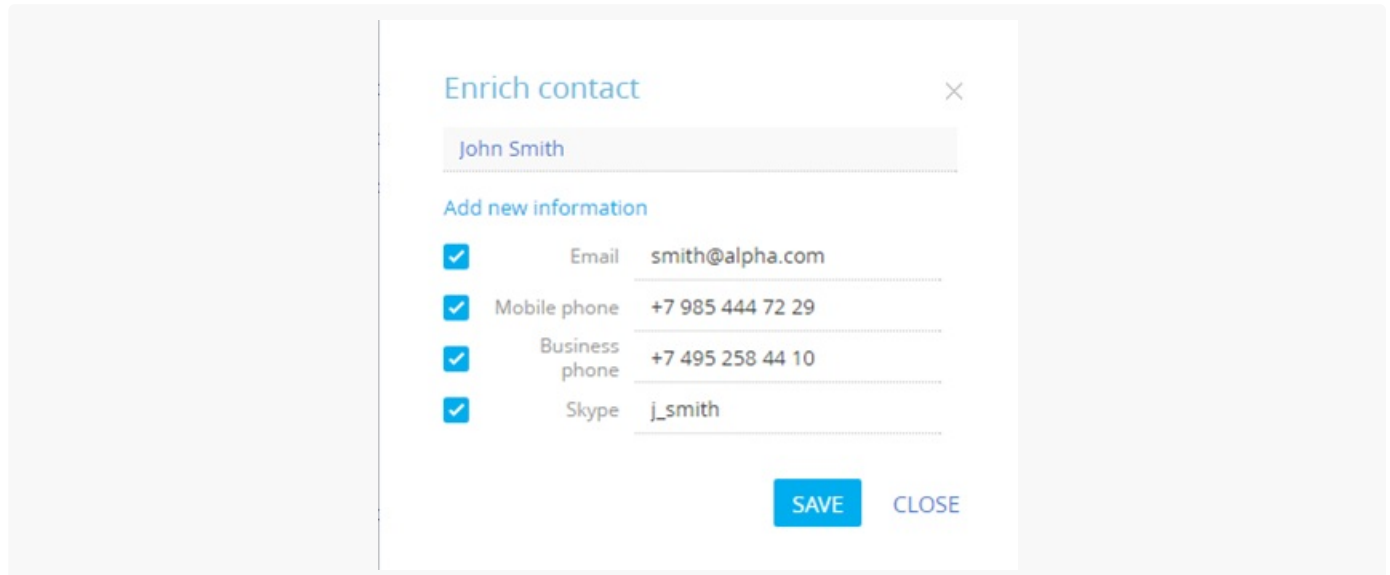 Enrich contact
John Smith
Add new information
Email smith@alpha.com
Mobile phone +7 985 444 72 29
Business
phone +7 495 258 44 10
Skype j_smith
SAVE CLOSE